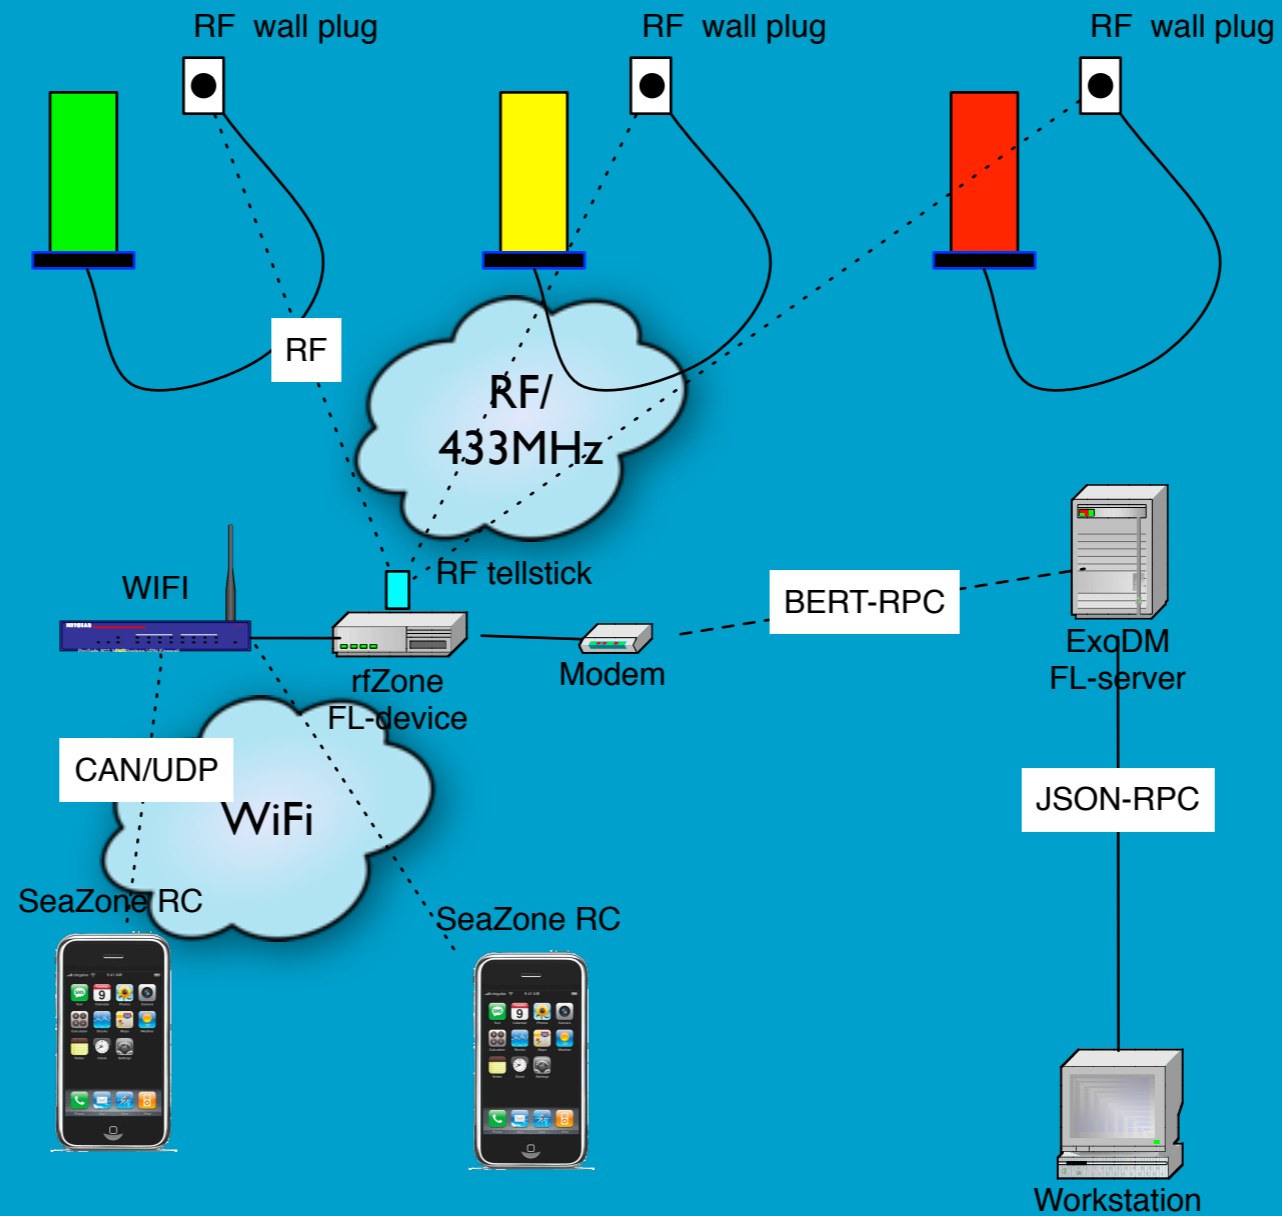 RF wall plug
RF wall plug
RF wall plug
RF
RF/
433MHz
WIFI
RF tellstick
BERT-RPC
NETGEAR
rfZone
FL-device
Modem
ExoDM
FL-server
CAN/UDP
WiFi
JSON-RPC
SeaZone RC
SeaZone RC
Workstation